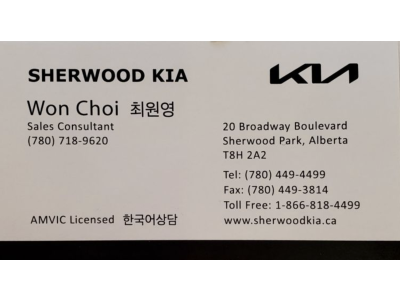 SHERWOOD KIA
KIA
Won Choi 최원영
Sales Consultant
(780) 718-9620
AMVIC Licensed 한국어상담
20 Broadway Boulevard
Sherwood Park, Alberta
T8H 2A2
Tel: (780) 449-4499
Fax: (780) 449-3814
Toll Free: 1-866-818-4499
www.sherwoodkia.ca